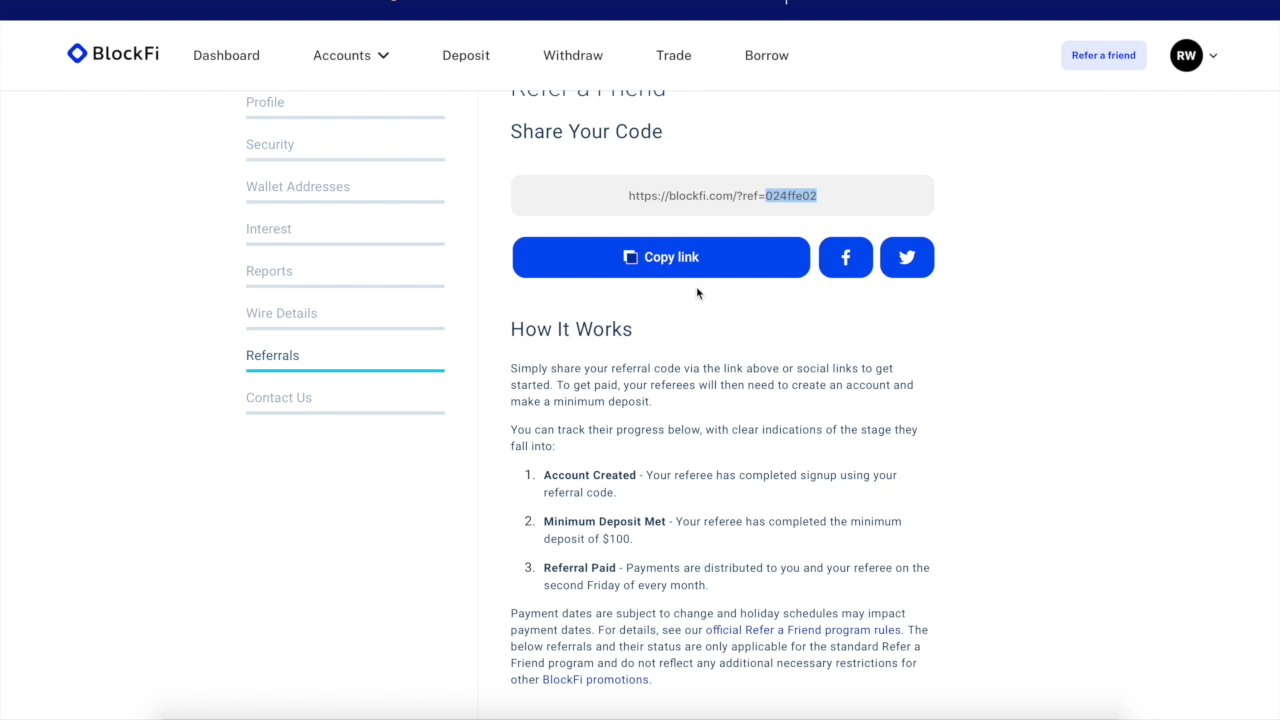 BlockFi
Dashboard
Accounts
Deposit
Withdraw
Trade
Borrow
Refer a friend
RW
Profile
Security
Wallet Addresses
Interest
Reports
Wire Details
Referrals
Contact Us
Refer a Friend
Share Your Code
https://blockfi.com/?ref=024ffe02
Copy link
How It Works
Simply share your referral code via the link above or social links to get
started. To get paid, your referees will then need to create an account and
make a minimum deposit.
You can track their progress below, with clear indications of the stage they
fall into:
1. Account Created - Your referee has completed signup using your
referral code.
2. Minimum Deposit Met - Your referee has completed the minimum
deposit of $100.
3. Referral Paid - Payments are distributed to you and your referee on the
second Friday of every month.
Payment dates are subject to change and holiday schedules may impact
payment dates. For details, see our official Refer a Friend program rules. The
below referrals and their status are only applicable for the standard Refer a
Friend program and do not reflect any additional necessary restrictions for
other BlockFi promotions.